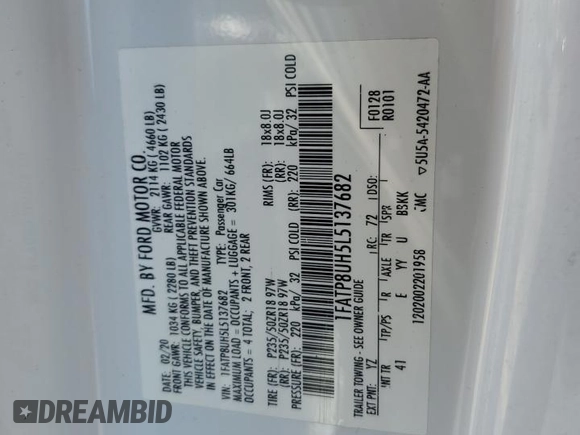 MFD. BY FORD MOTOR CO.
DATE: 02/20 GVWR: 2114 KG ( 4660 LB)
FRONT GAWR: 1034 KG ( 2280 LB) REAR GAWR: 1102 KG ( 2430 LB)
THIS VEHICLE CONFORMS TO ALL APPLICABLE FEDERAL MOTOR
VEHICLE SAFETY, BUMPER, AND THEFT PREVENTION STANDARDS
IN EFFECT ON THE DATE OF MANUFACTURE SHOWN ABOVE.
VIN: 1FATP8UH5L5137682 TYPE: Passenger Car
MAXIMUM LOAD = OCCUPANTS + LUGGAGE = 301KG/ 664LB
OCCUPANTS = 4 TOTAL; 2 FRONT, 2 REAR
TIRE (FR): P235/50ZR18 97W RIMS (FR): 18x8.0J
(RR): P235/50ZR18 97W (RR): 18x8.0J
PRESSURE (FR): 220 kPa/ 32 PSI COLD (RR): 220 kPa/ 32 PSI COLD
1FATP8UH5L5137682
TRAILER TOWING - SEE OWNER GUIDE
EXT PNT: YZ RC: 72 DSO: F0128
R0101
INT TR TP/PS R AXLE TR SPX
41 E YY U B3KK
1202002201958 JMC ▽5U5A-5420472-AA
DREAMBID